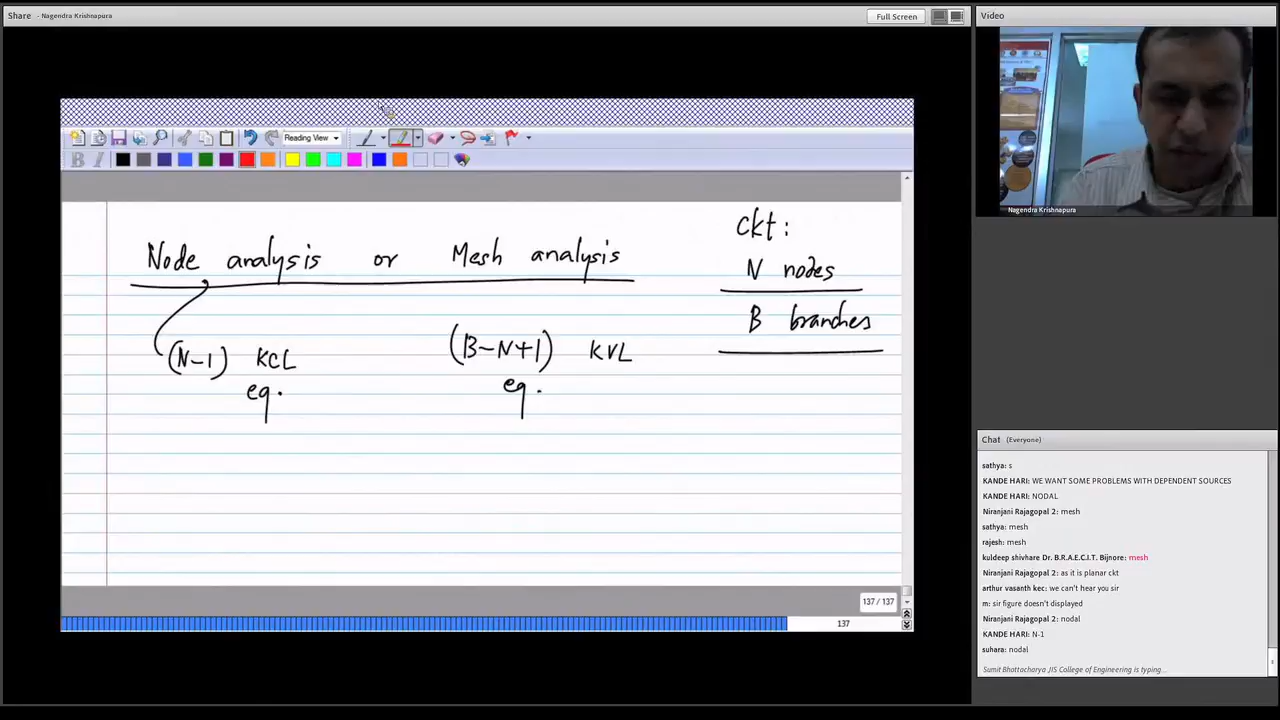 Share - Nagendra Krishnapura
Full Screen
Video
Nagendra Krishnapura
Reading View
Node analysis or Mesh analysis
Ckt:
N nodes
B branches
(N-1) KCL
eq.
(B-N+1) KVL
eq.
137 / 137
137
Chat (Everyone)
sathya: s
KANDE HARI: WE WANT SOME PROBLEMS WITH DEPENDENT SOURCES
KANDE HARI: NODAL
Niranjani Rajagopal 2: mesh
sathya: mesh
rajesh: mesh
kuldeep shivhare Dr. B.R.A.E.C.I.T. Bijnore: mesh
Niranjani Rajagopal 2: as it is planar ckt
arthur vasanth kec: we can't hear you sir
m: sir figure doesn't displayed
Niranjani Rajagopal 2: nodal
KANDE HARI: N-1
suhara: nodal
Sumit Bhattacharya JIS College of Engineering is typing...